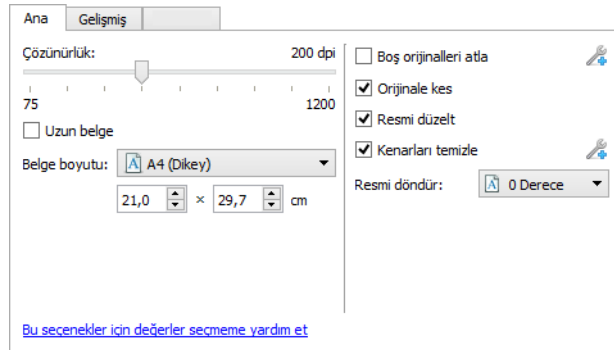 Ana Gelişmiş
Çözünürlük: 200 dpi
75 1200
Uzun belge
Belge boyutu: A A4 (Dikey)
21,0 × 29,7 cm
Bu seçenekler için değerler seçmeme yardım et
Boş orijinalleri atla
Orijinale kes
Resmi düzelt
Kenarları temizle
Resmi döndür: A 0 Derece